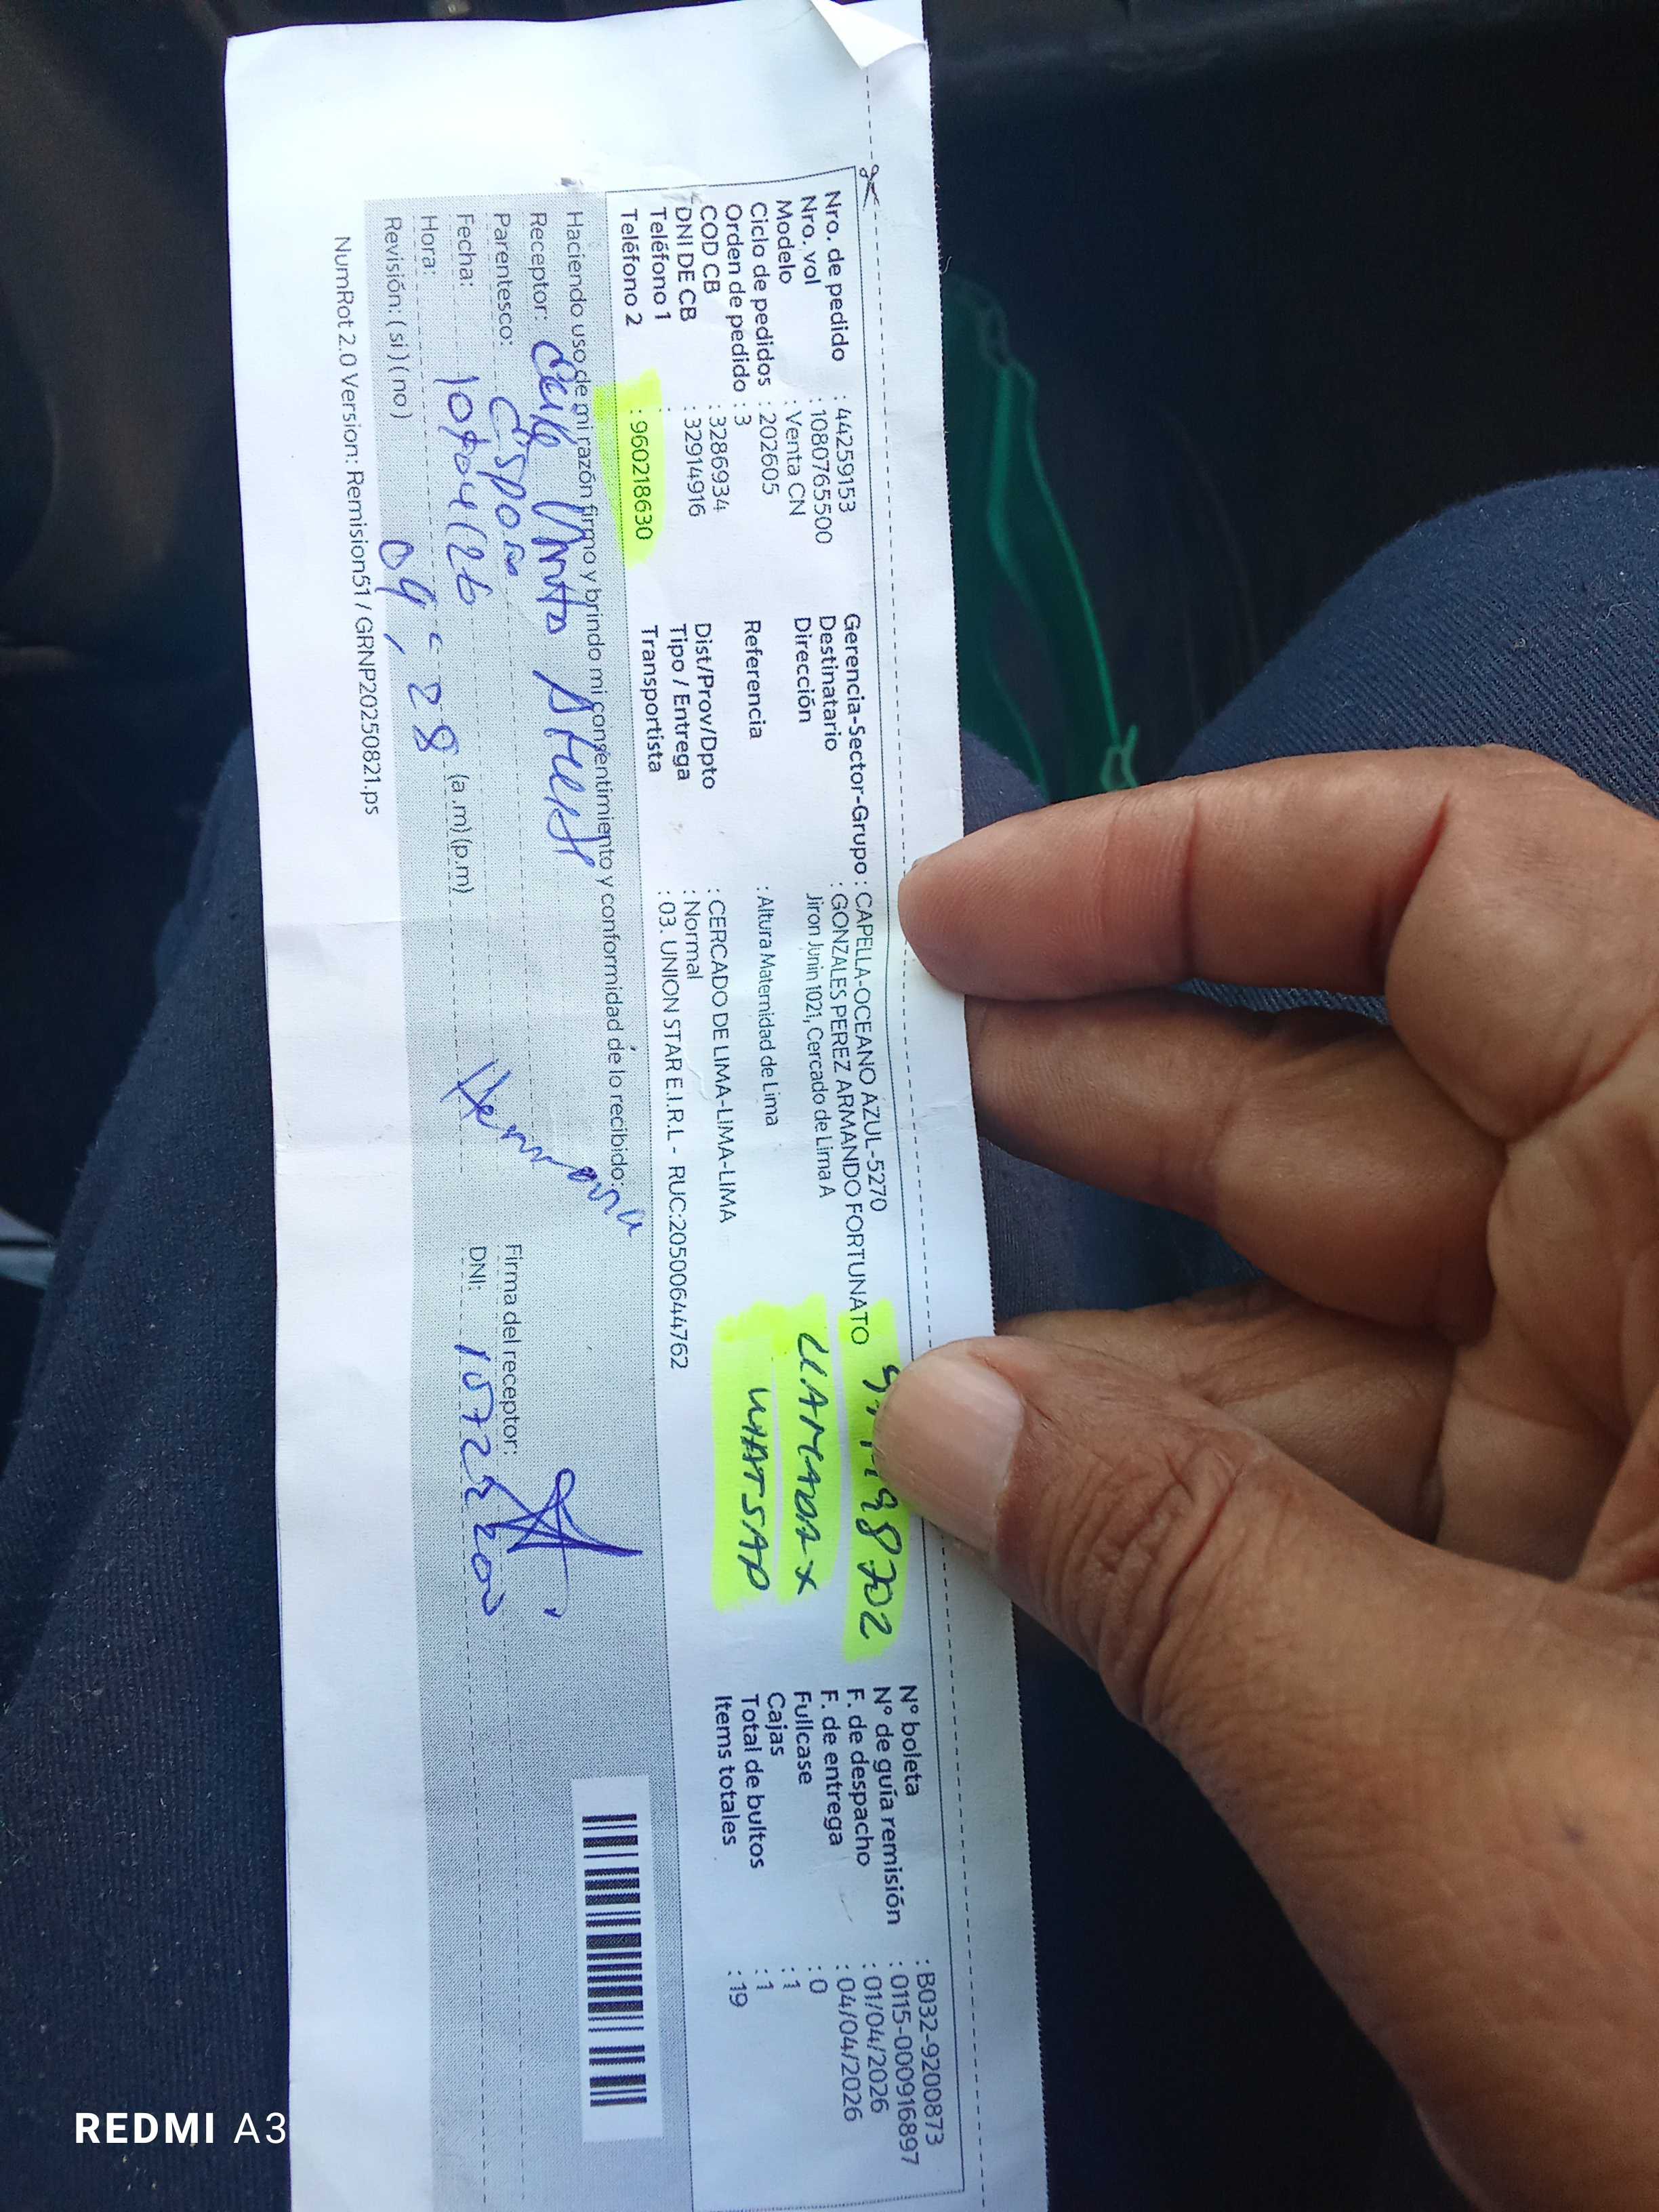 Nro. de pedido : 44259153
Nro. vol : 1080765500
Modelo : Venta CN
Ciclo de pedidos : 202605
Orden de pedido : 3
COD CB : 3286934
DNI DE CB : 32914916
Teléfono 1 :
Teléfono 2 : 960218630
Gerencia-Sector-Grupo : CAPELLA-OCEANO AZUL-5270
Destinatario : GONZALES PEREZ ARMANDO FORTUNATO
Dirección Jiron Junin 1021, Cercado de Lima A
Referencia : Altura Maternidad de Lima
Dist/Prov/Dpto : CERCADO DE LIMA-LIMA-LIMA
Tipo / Entrega : Normal
Transportista : 03. UNION STAR E.I.R.L - RUC:20500644762
98702
LLAMADA X
WHATSAP
N° boleta : B032-9200873
N° de guía remisión : 0115-000916897
F. de despacho : 01/04/2026
F. de entrega : 04/04/2026
Fullcase : 0
Cajas : 1
Total de bultos : 1
Items totales : 19
Haciendo uso de mi razón firmo y brindo mi consentimiento y conformidad de lo recibido:
Receptor:
Parentesco: Esposa
Fecha: 10/04/26
Hora: 09:28 (a.m) (p.m)
Revisión: ( si ) ( no )
Firma del receptor:
DNI:
NumRot 2.0 Version: Remision51 / GRNP20250821.ps
REDMI A3